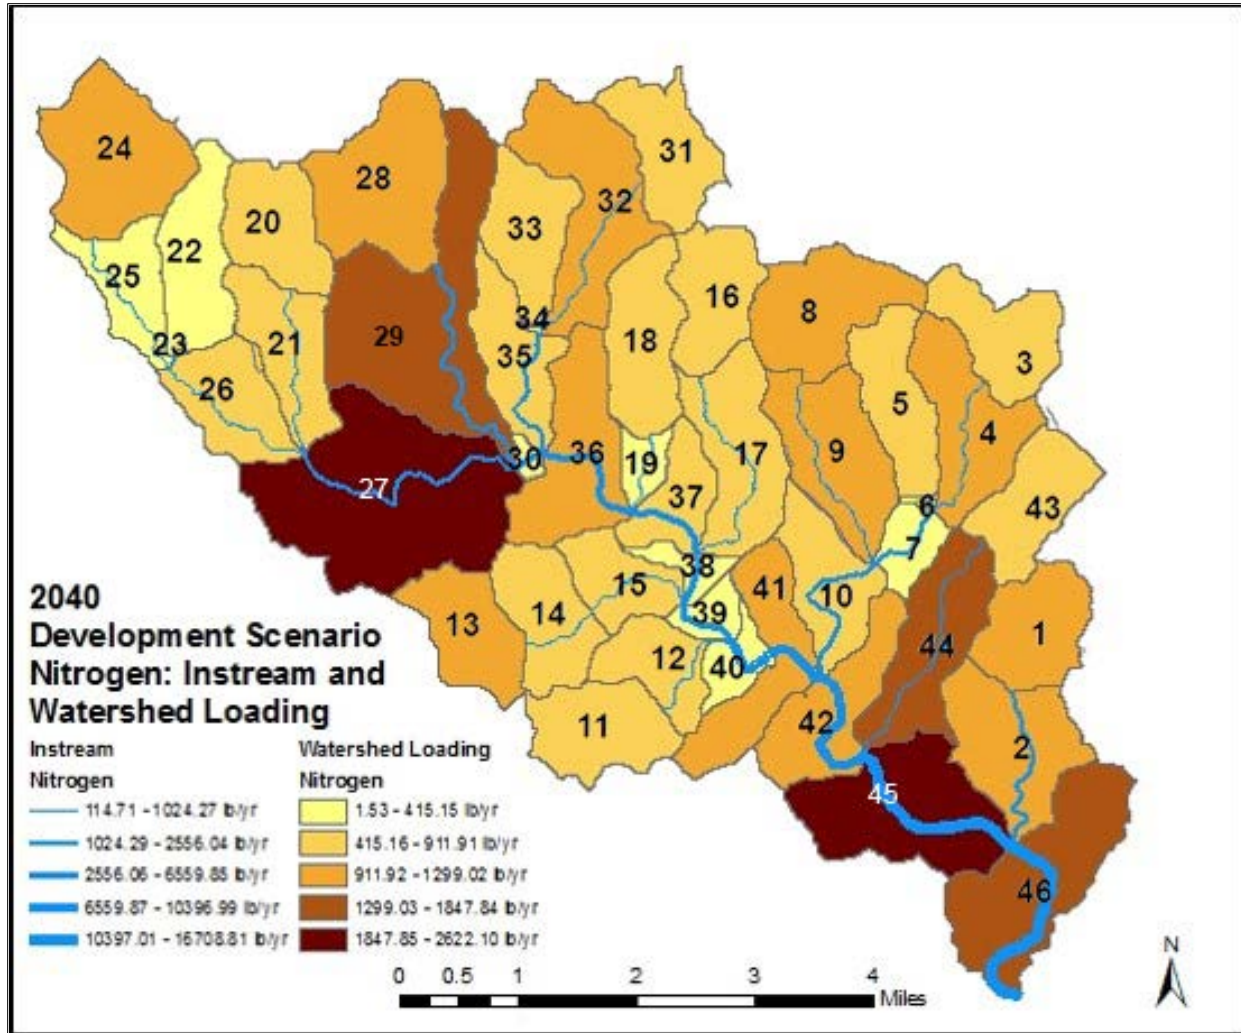 24
31
28
32
22
20
33
25
16
8
34
3
18
29
23
21
35
26
5
4
36
17
9
30
19
27
37
6
43
7
38
15
41
10
39
14
13
1
44
12
40
11
42
2
45
46
2040
Development Scenario
Nitrogen: Instream and
Watershed Loading
Instream
Nitrogen
114.71 - 1024.27 lb/yr
1024.29 - 2556.04 lb/yr
2556.06 - 6559.85 lb/yr
6559.87 - 10396.99 lb/yr
10397.01 - 16708.81 lb/yr
Watershed Loading
Nitrogen
1.53 - 415.15 lb/yr
415.16 - 911.91 lb/yr
911.92 - 1299.02 lb/yr
1299.03 - 1847.84 lb/yr
1847.85 - 2622.10 lb/yr
0 0.5 1 2 3 4
Miles
N